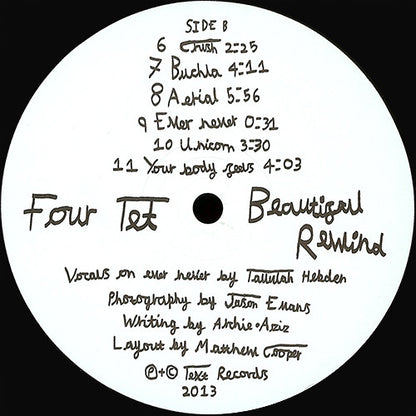 SIDE B
6 Crush 2:25
7 Buchla 4:11
8 Aerial 5:56
9 Ever never 0:31
10 Unicorn 3:30
11 Your body feels 4:03
Four Tet
Beautiful
Rewind
Vocals on ever never by Tallulah Hebden
Photography by Jason Evans
Writing by Archie+Aziz
Layout by Matthew Cooper
℗+© Text Records
2013